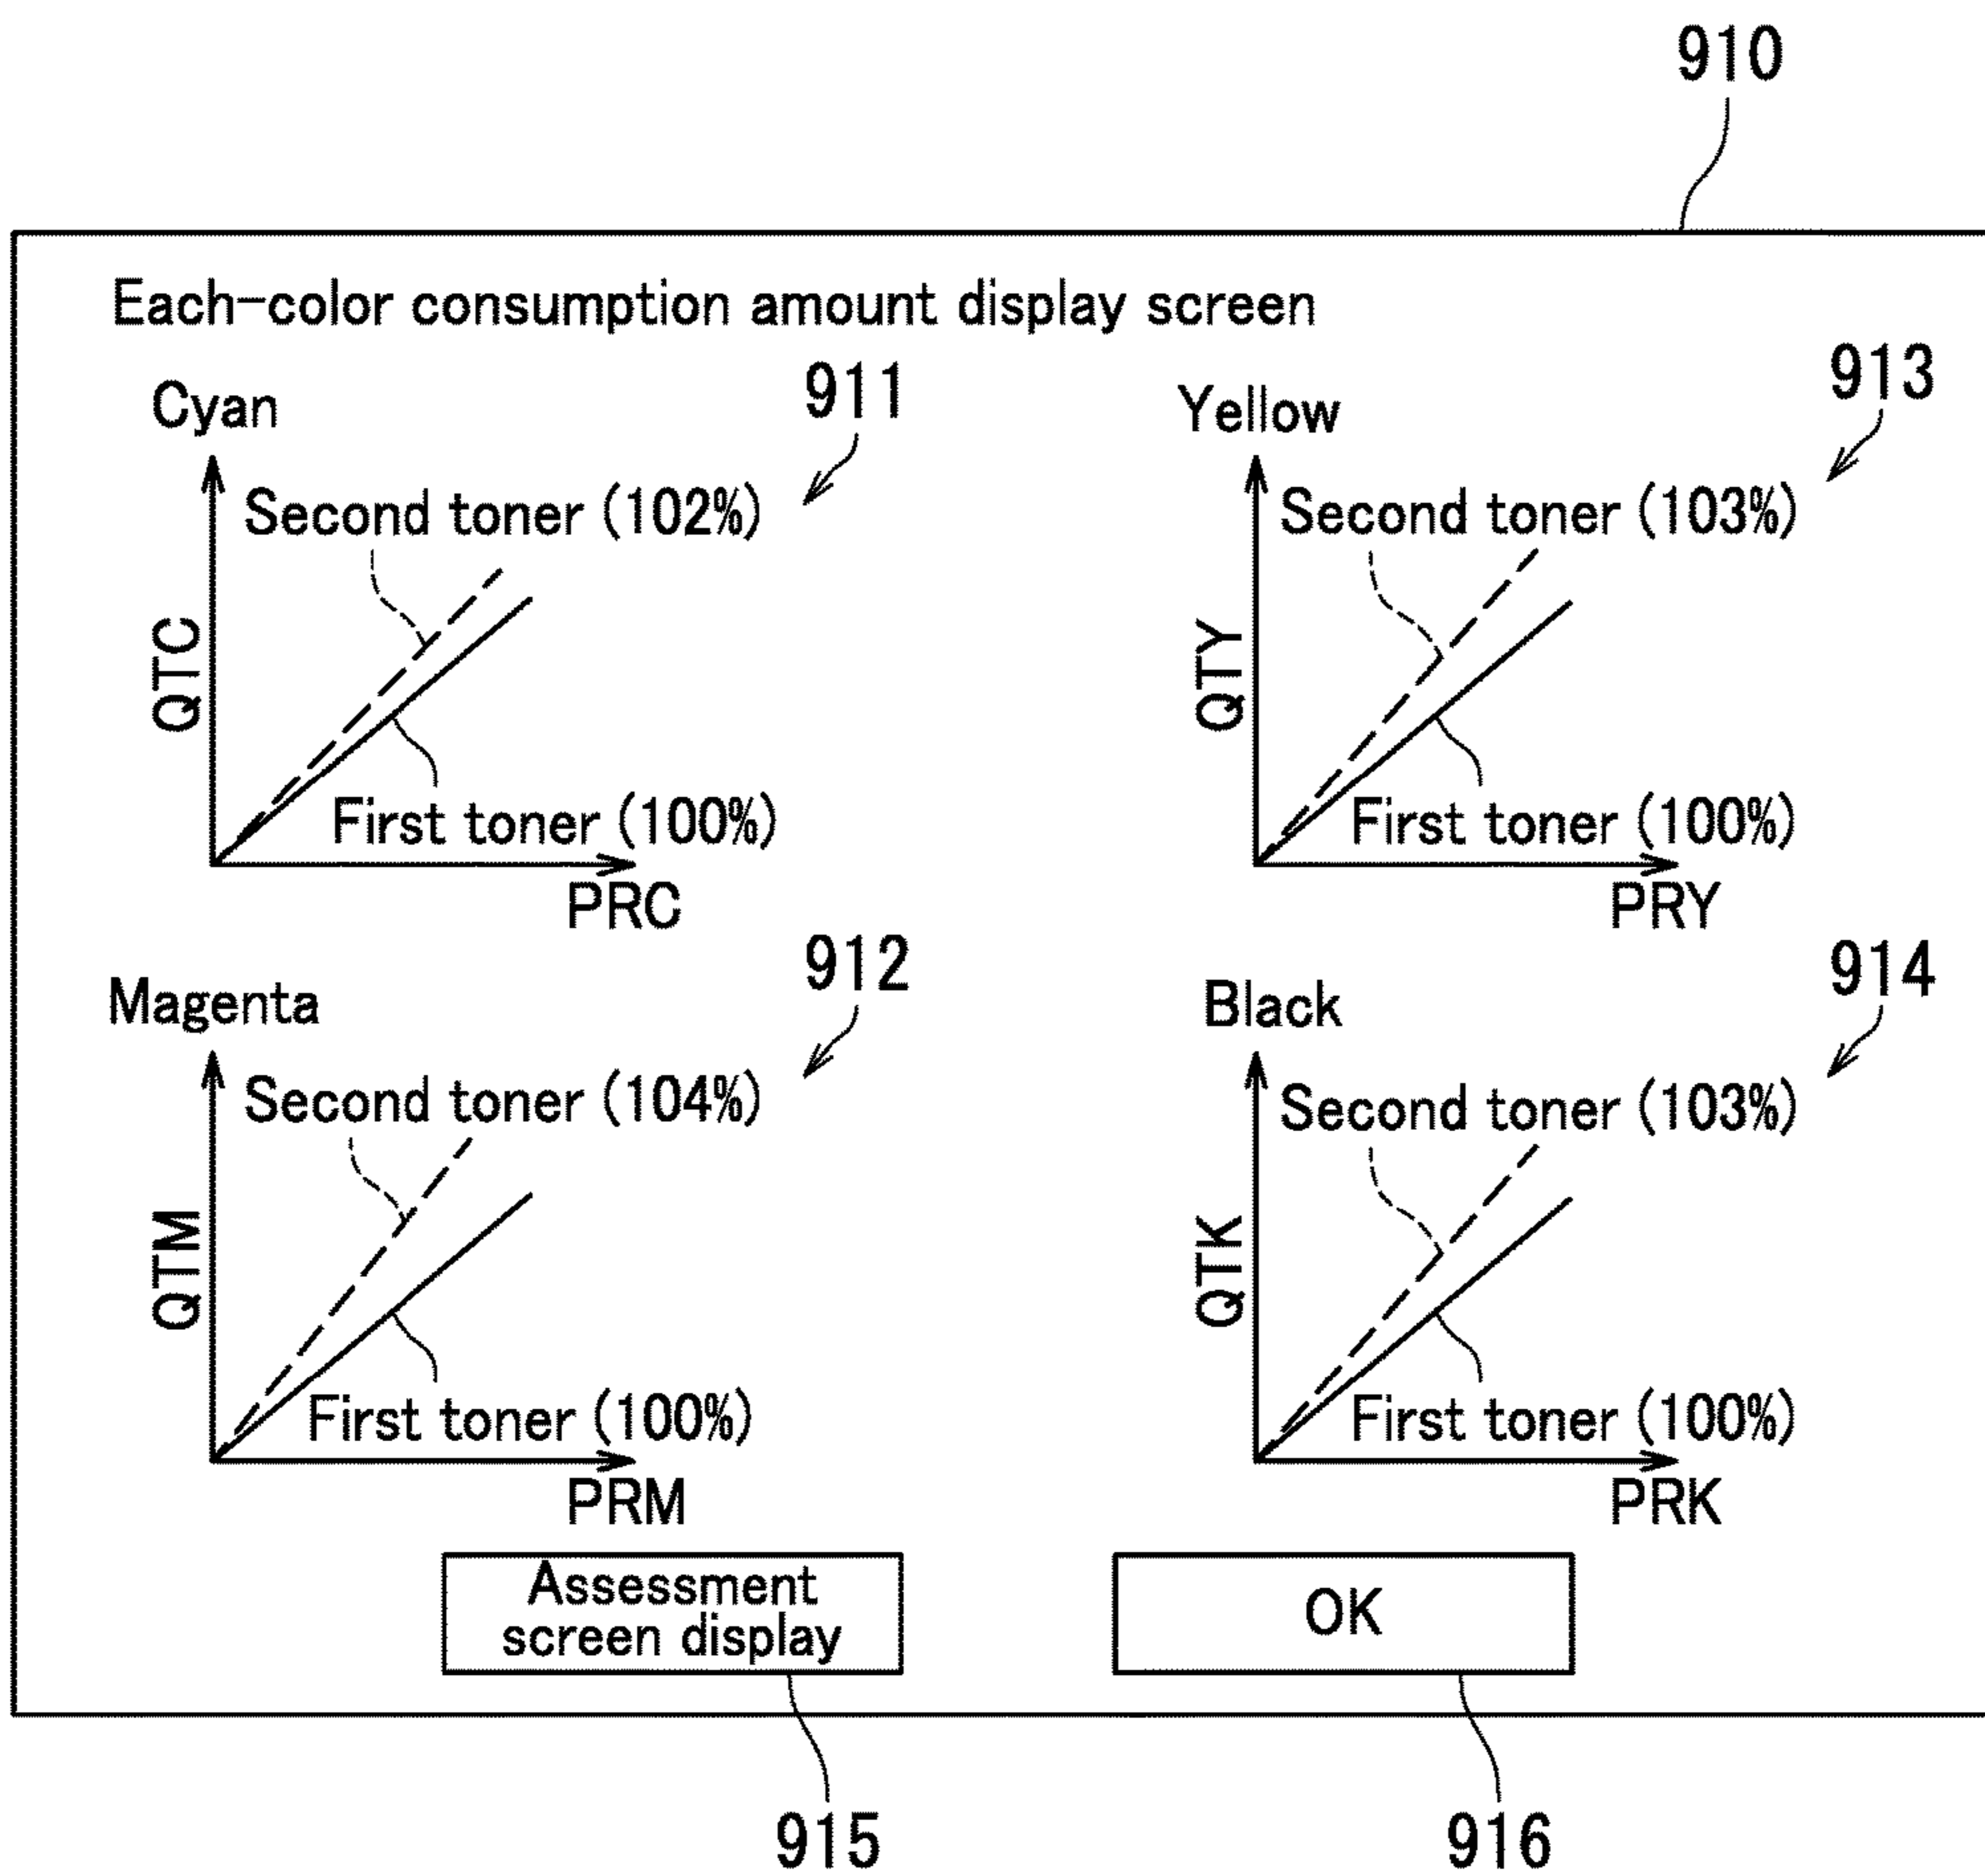 910
Each-color consumption amount display screen
Cyan
911
Second toner (102%)
QTC
First toner (100%)
PRC
Yellow
913
Second toner (103%)
QTY
First toner (100%)
PRY
Magenta
912
Second toner (104%)
QTM
First toner (100%)
PRM
Black
914
Second toner (103%)
QTK
First toner (100%)
PRK
Assessment
screen display
OK
915
916